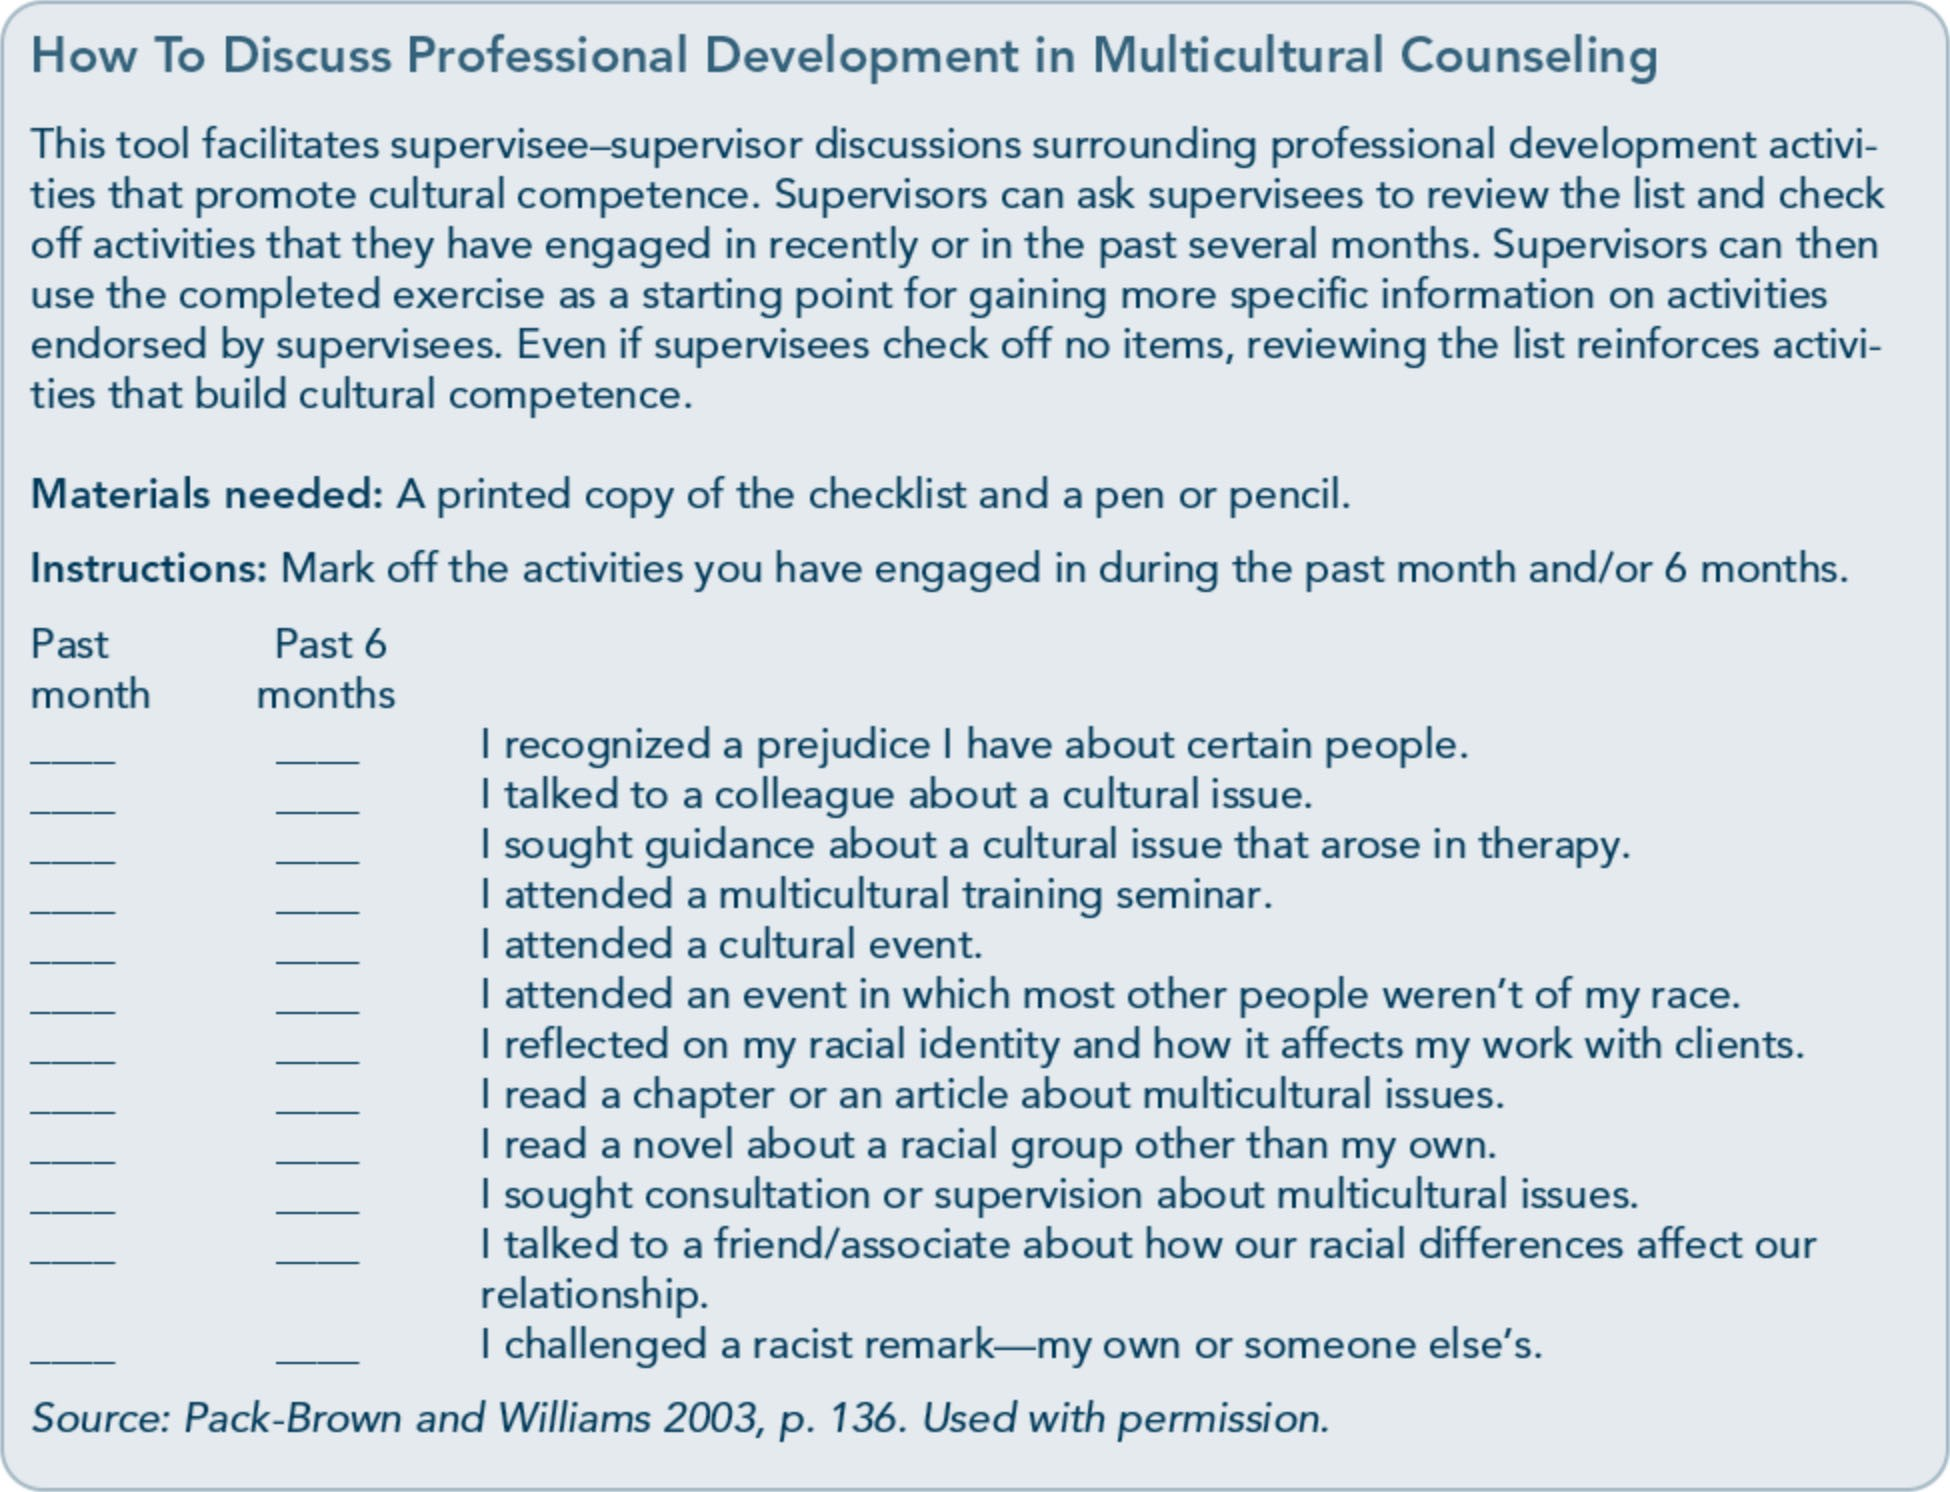 How To Discuss Professional Development in Multicultural Counseling
This tool facilitates supervisee–supervisor discussions surrounding professional development activi-
ties that promote cultural competence. Supervisors can ask supervisees to review the list and check
off activities that they have engaged in recently or in the past several months. Supervisors can then
use the completed exercise as a starting point for gaining more specific information on activities
endorsed by supervisees. Even if supervisees check off no items, reviewing the list reinforces activi-
ties that build cultural competence.
Materials needed: A printed copy of the checklist and a pen or pencil.
Instructions: Mark off the activities you have engaged in during the past month and/or 6 months.
Past Past 6
month months
____ ____ I recognized a prejudice I have about certain people.
____ ____ I talked to a colleague about a cultural issue.
____ ____ I sought guidance about a cultural issue that arose in therapy.
____ ____ I attended a multicultural training seminar.
____ ____ I attended a cultural event.
____ ____ I attended an event in which most other people weren’t of my race.
____ ____ I reflected on my racial identity and how it affects my work with clients.
____ ____ I read a chapter or an article about multicultural issues.
____ ____ I read a novel about a racial group other than my own.
____ ____ I sought consultation or supervision about multicultural issues.
____ ____ I talked to a friend/associate about how our racial differences affect our
relationship.
____ ____ I challenged a racist remark—my own or someone else’s.
Source: Pack-Brown and Williams 2003, p. 136. Used with permission.